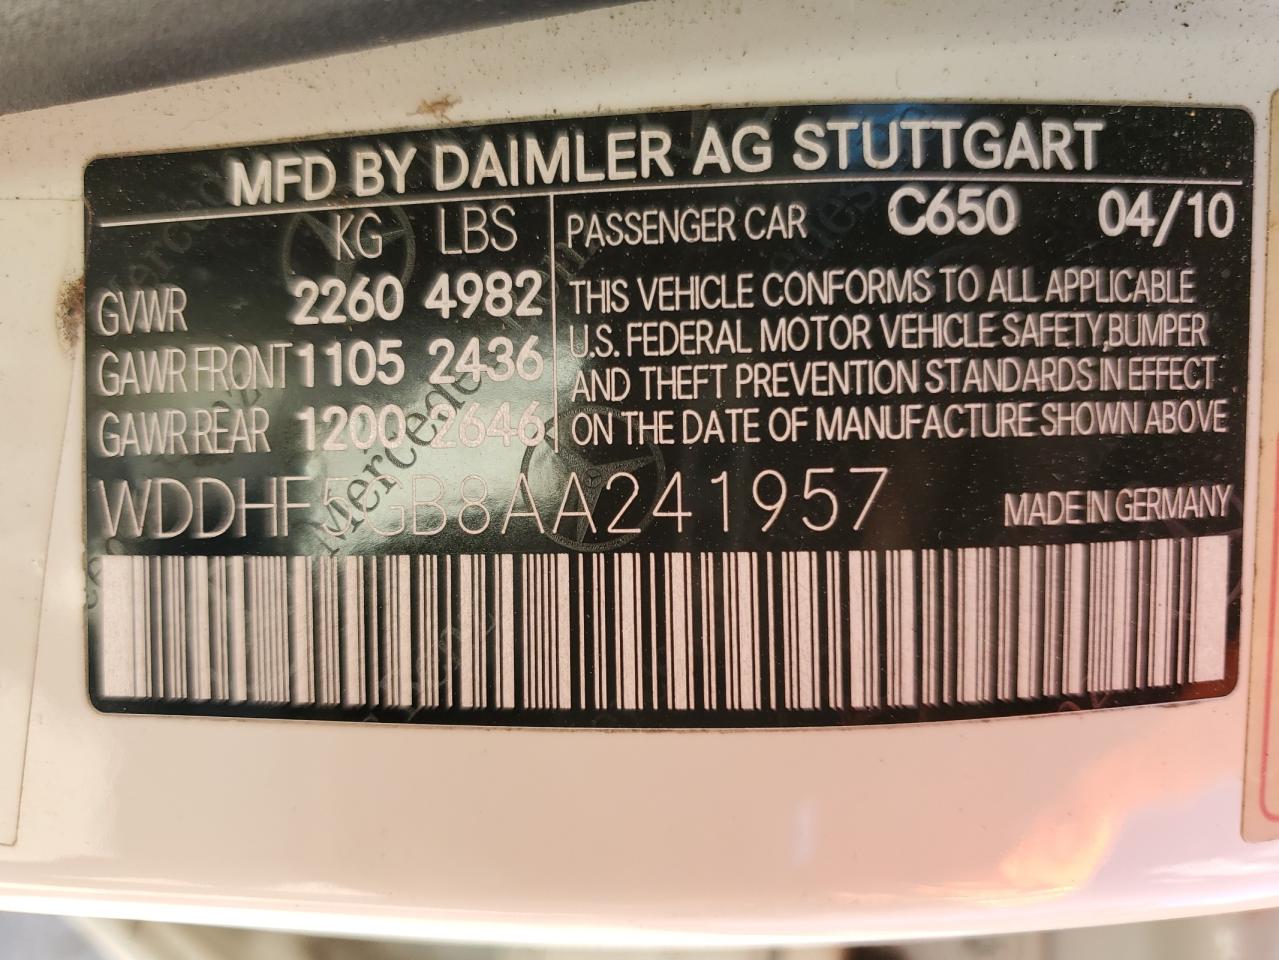 MFD BY DAIMLER AG STUTTGART
KG LBS
GVWR 2260 4982
GAWR FRONT 1105 2436
GAWR REAR 1200 2646
PASSENGER CAR C650 04/10
THIS VEHICLE CONFORMS TO ALL APPLICABLE
U.S. FEDERAL MOTOR VEHICLE SAFETY,BUMPER
AND THEFT PREVENTION STANDARDS IN EFFECT
ON THE DATE OF MANUFACTURE SHOWN ABOVE
WDDHF5GB8AA241957
MADE IN GERMANY